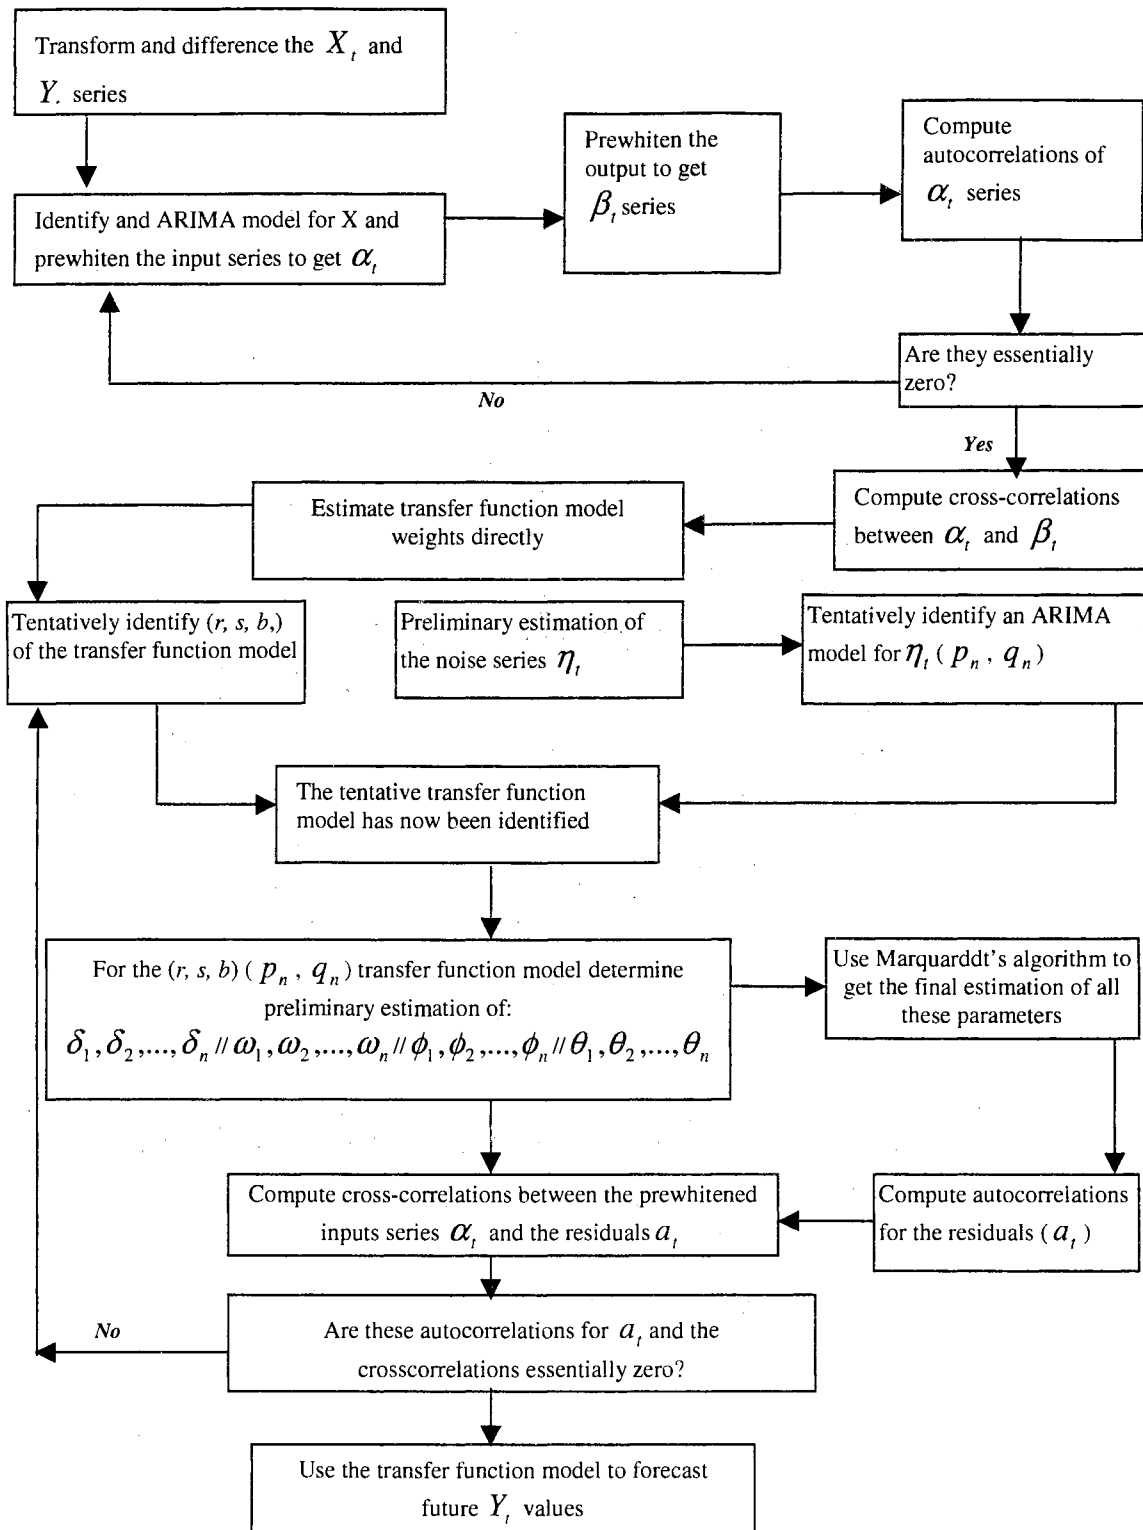 Transform and difference the X_t and
Y. series
Identify and ARIMA model for X and
prewhiten the input series to get α_t
Prewhiten the
output to get
β_t series
Compute
autocorrelations of
α_t series
Are they essentially
zero?
No
Yes
Compute cross-correlations
between α_t and β_t
Estimate transfer function model
weights directly
Tentatively identify (r, s, b,)
of the transfer function model
Preliminary estimation of
the noise series η_t
Tentatively identify an ARIMA
model for η_t ( p_n , q_n )
The tentative transfer function
model has now been identified
For the (r, s, b) ( p_n , q_n ) transfer function model determine
preliminary estimation of:
δ_1, δ_2,..., δ_n // ω_1, ω_2,..., ω_n // ϕ_1, ϕ_2,..., ϕ_n // θ_1, θ_2,..., θ_n
Use Marquarddt's algorithm to
get the final estimation of all
these parameters
Compute cross-correlations between the prewhitened
inputs series α_t and the residuals a_t
Compute autocorrelations
for the residuals ( a_t )
No
Are these autocorrelations for a_t and the
crosscorrelations essentially zero?
Use the transfer function model to forecast
future Y_t values